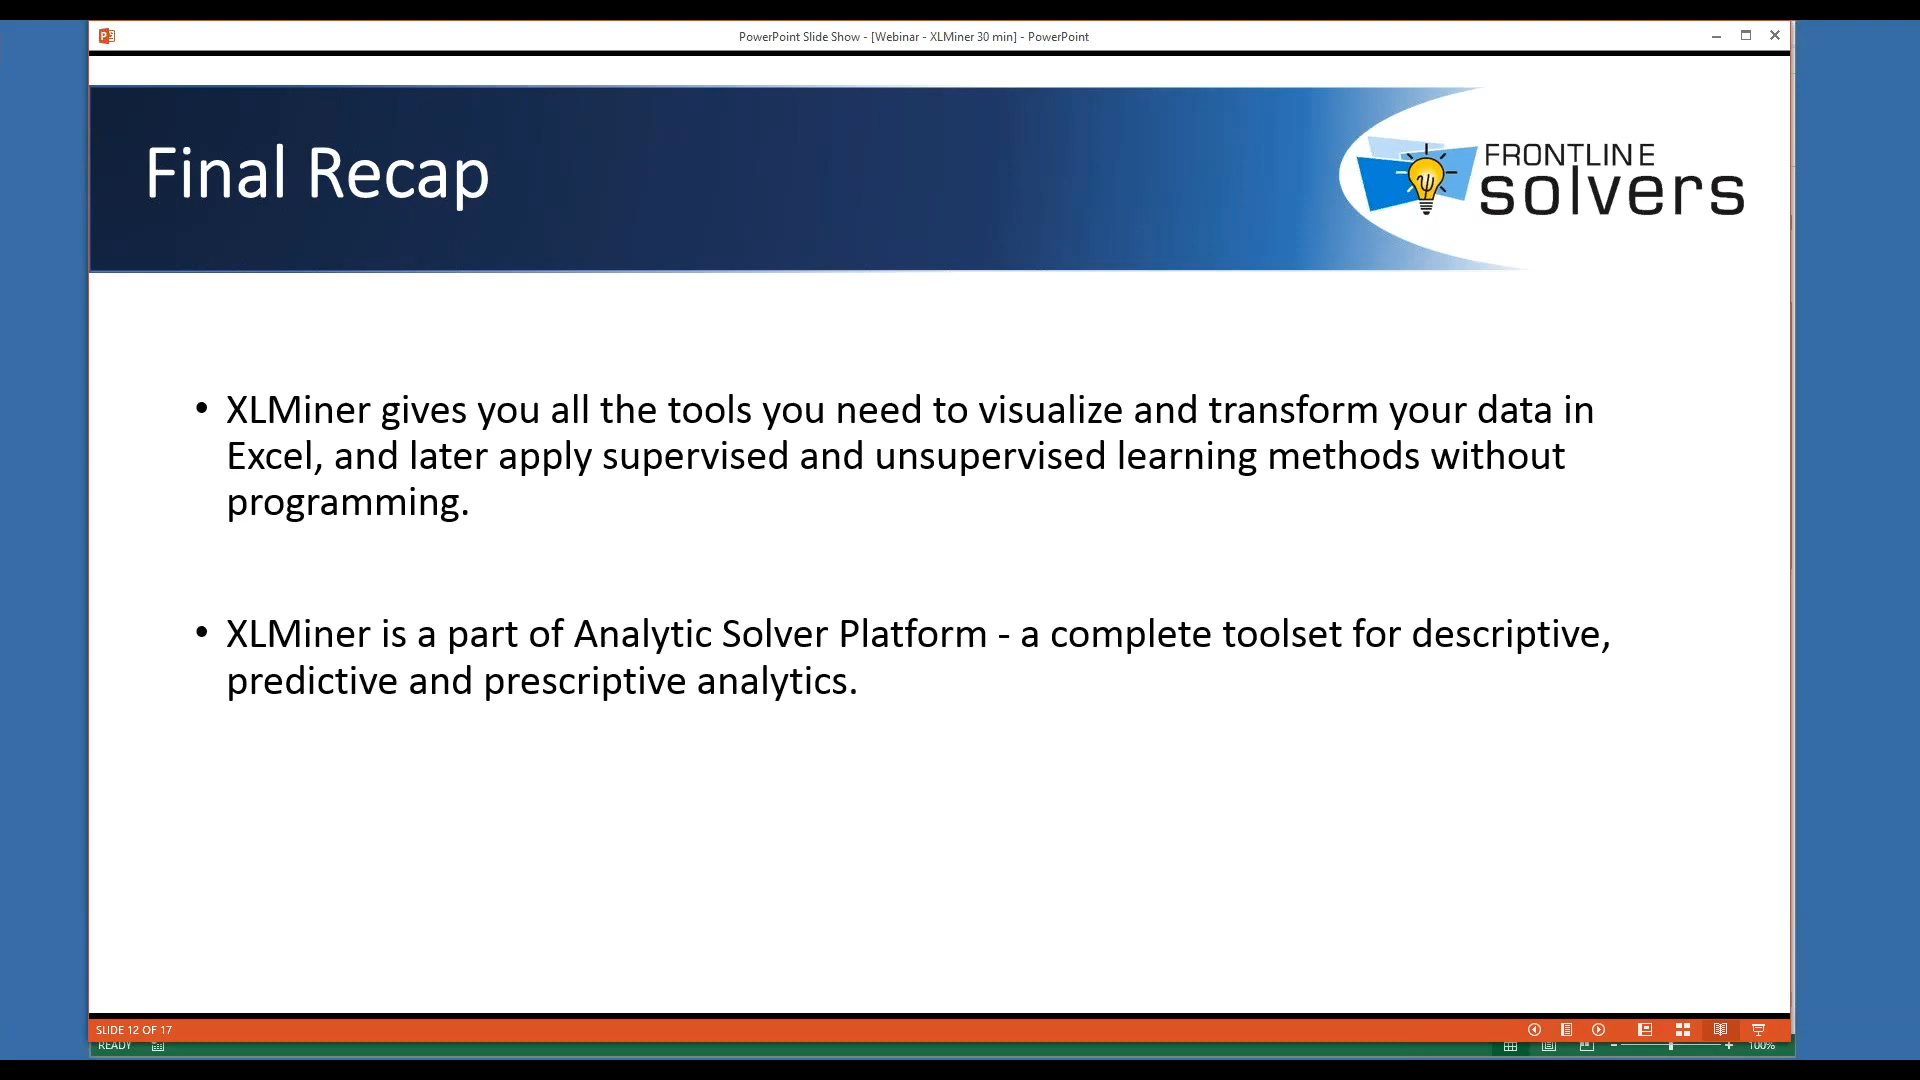 PowerPoint Slide Show - [Webinar - XLMiner 30 min] - PowerPoint
Final Recap
FRONTLINE
solvers
• XLMiner gives you all the tools you need to visualize and transform your data in
Excel, and later apply supervised and unsupervised learning methods without
programming.
• XLMiner is a part of Analytic Solver Platform - a complete toolset for descriptive,
predictive and prescriptive analytics.
SLIDE 12 OF 17
READY
100%